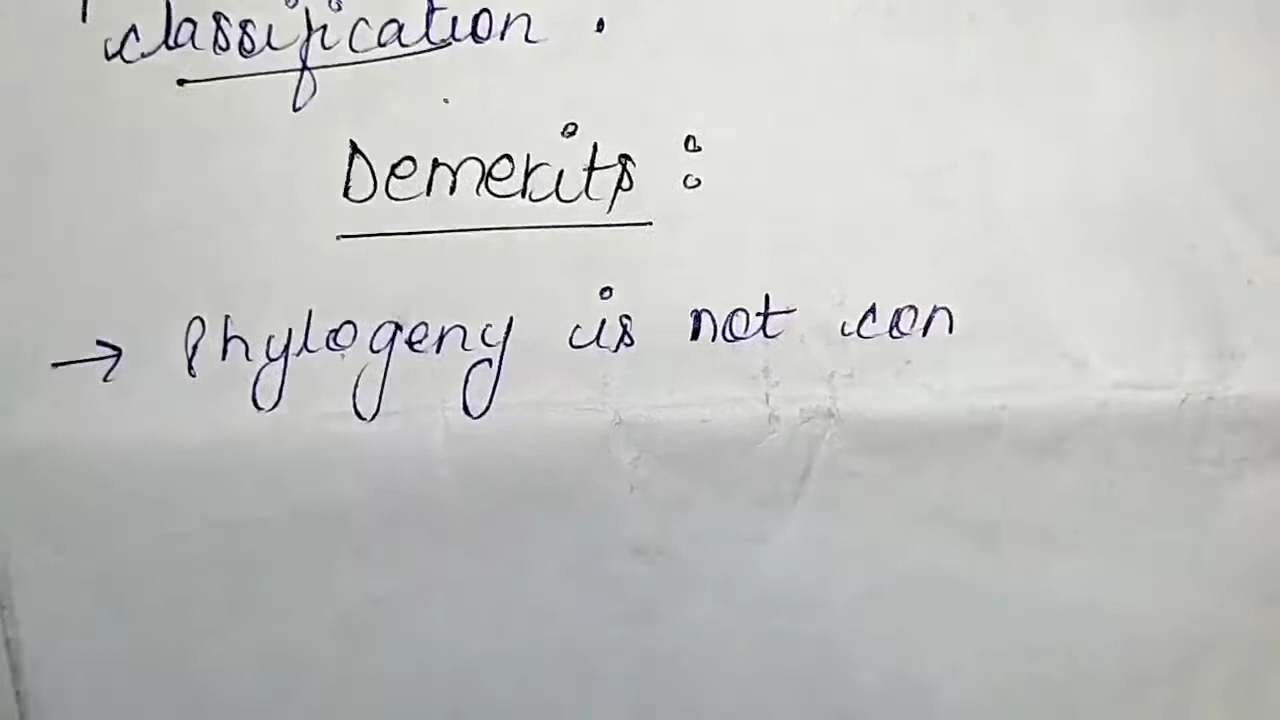 classification .
Demerits :
→ Phylogeny is not con